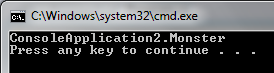 C:\Windows\system32\cmd.exe
ConsoleApplication2.Monster
Press any key to continue . . .